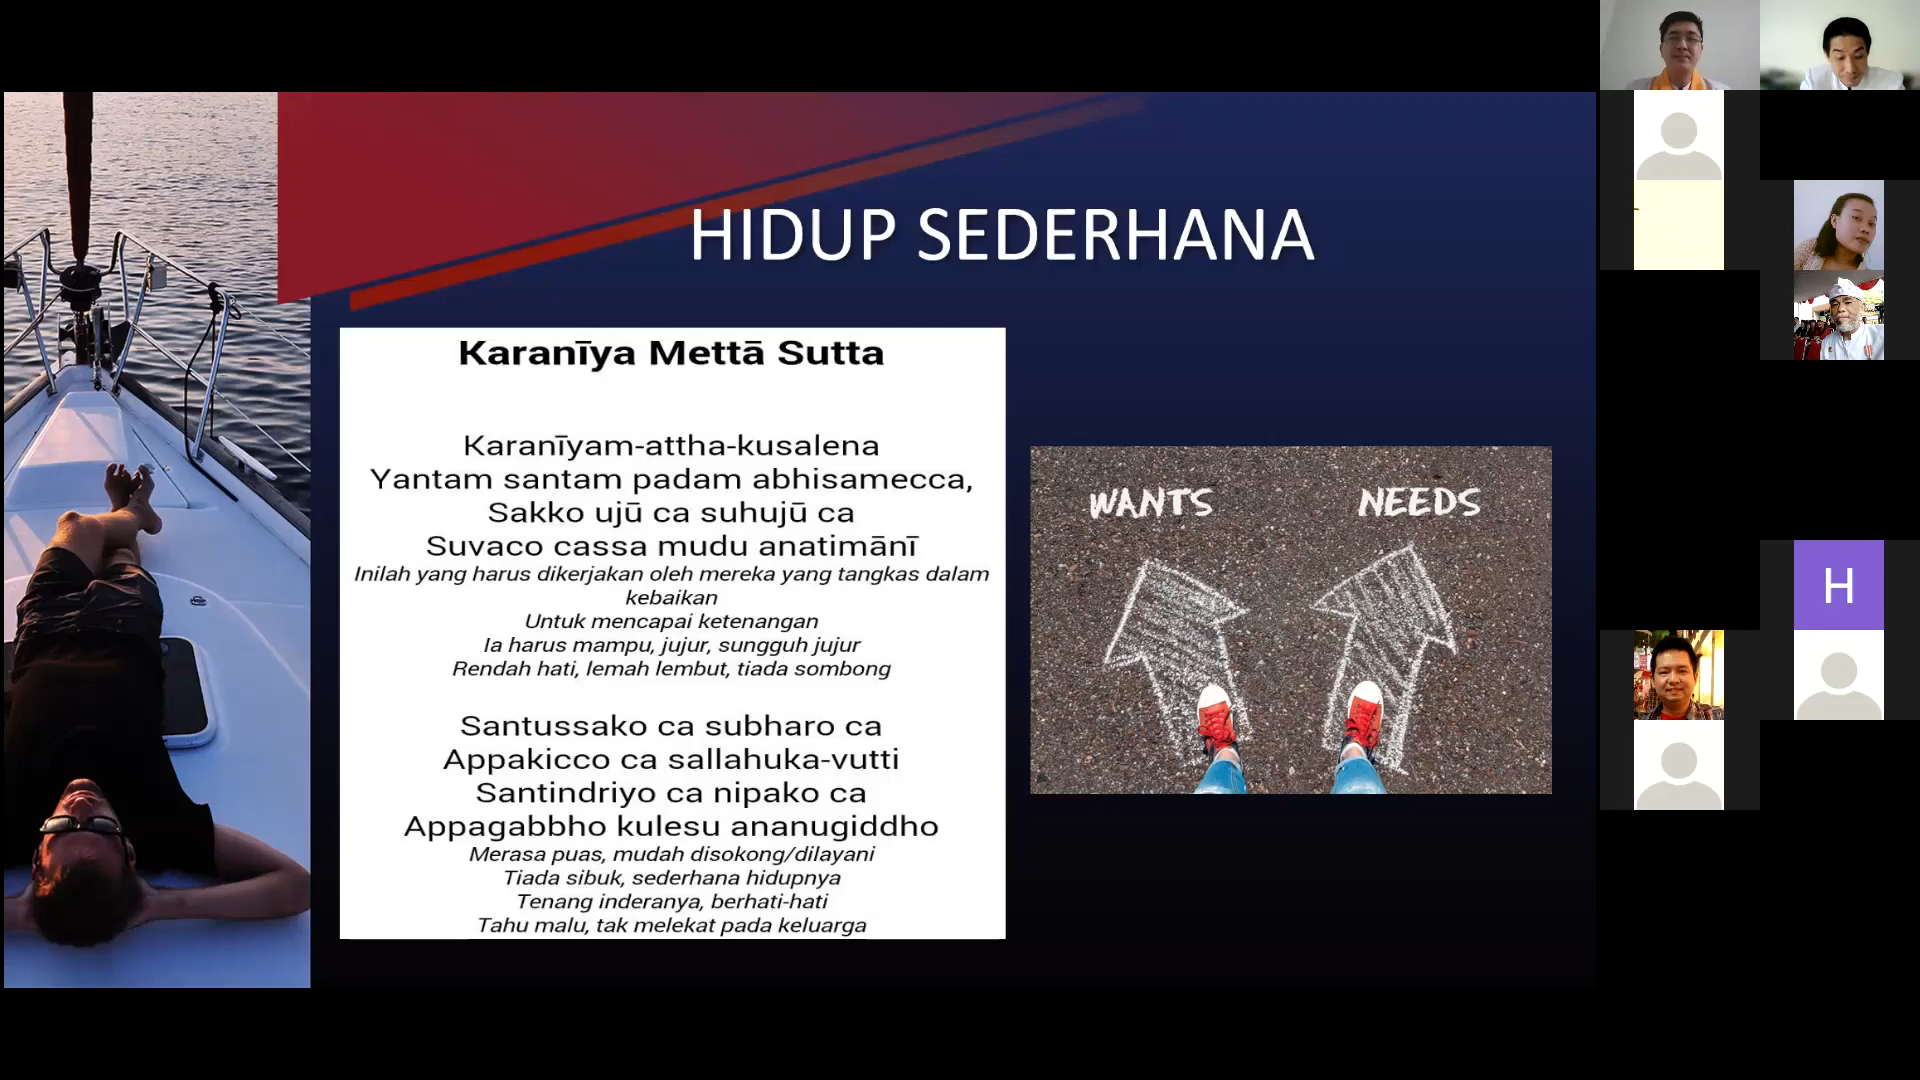 HIDUP SEDERHANA
Karanīya Mettā Sutta
Karanīyam-attha-kusalena
Yantam santam padam abhisamecca,
Sakko ujū ca suhujū ca
Suvaco cassa mudu anatimānī
Inilah yang harus dikerjakan oleh mereka yang tangkas dalam
kebaikan
Untuk mencapai ketenangan
Ia harus mampu, jujur, sungguh jujur
Rendah hati, lemah lembut, tiada sombong
Santussako ca subharo ca
Appakicco ca sallahuka-vutti
Santindriyo ca nipako ca
Appagabbho kulesu ananugiddho
Merasa puas, mudah disokong/dilayani
Tiada sibuk, sederhana hidupnya
Tenang inderanya, berhati-hati
Tahu malu, tak melekat pada keluarga
WANTS
NEEDS
H